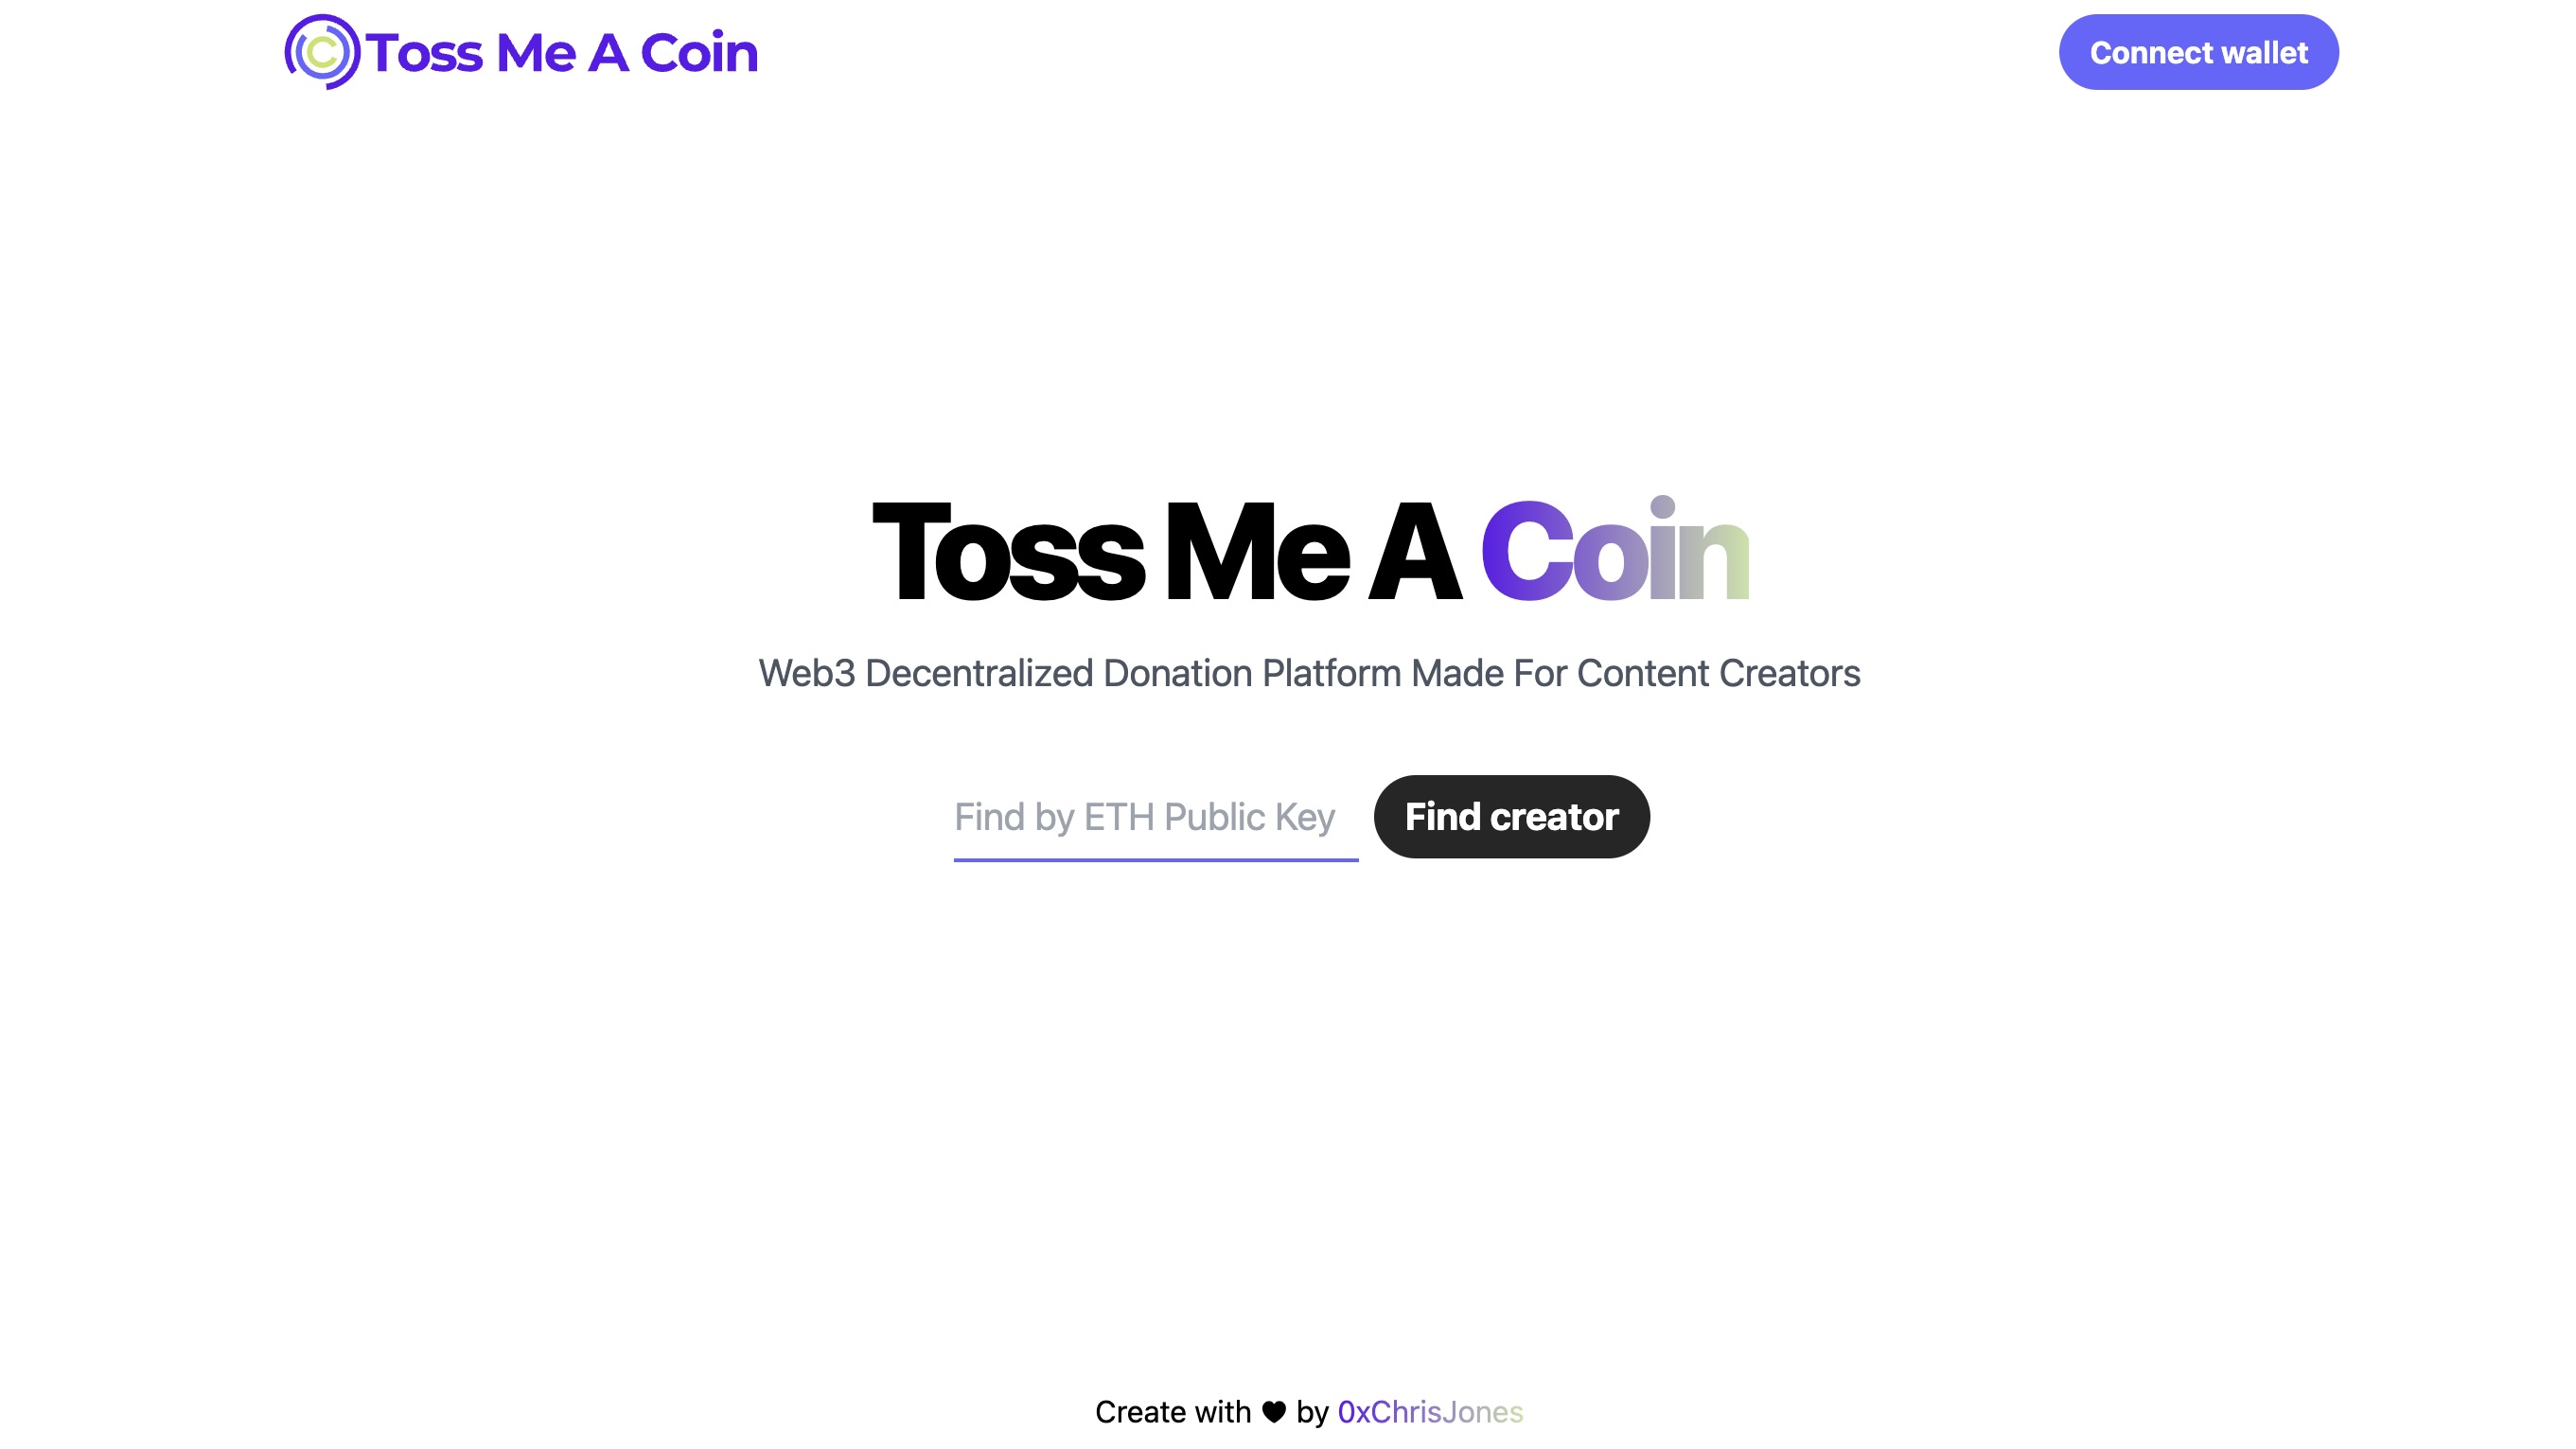 Toss Me A Coin
Connect wallet
Toss Me A Coin
Web3 Decentralized Donation Platform Made For Content Creators
Find by ETH Public Key
Find creator
Create with ♥ by 0xChrisJones